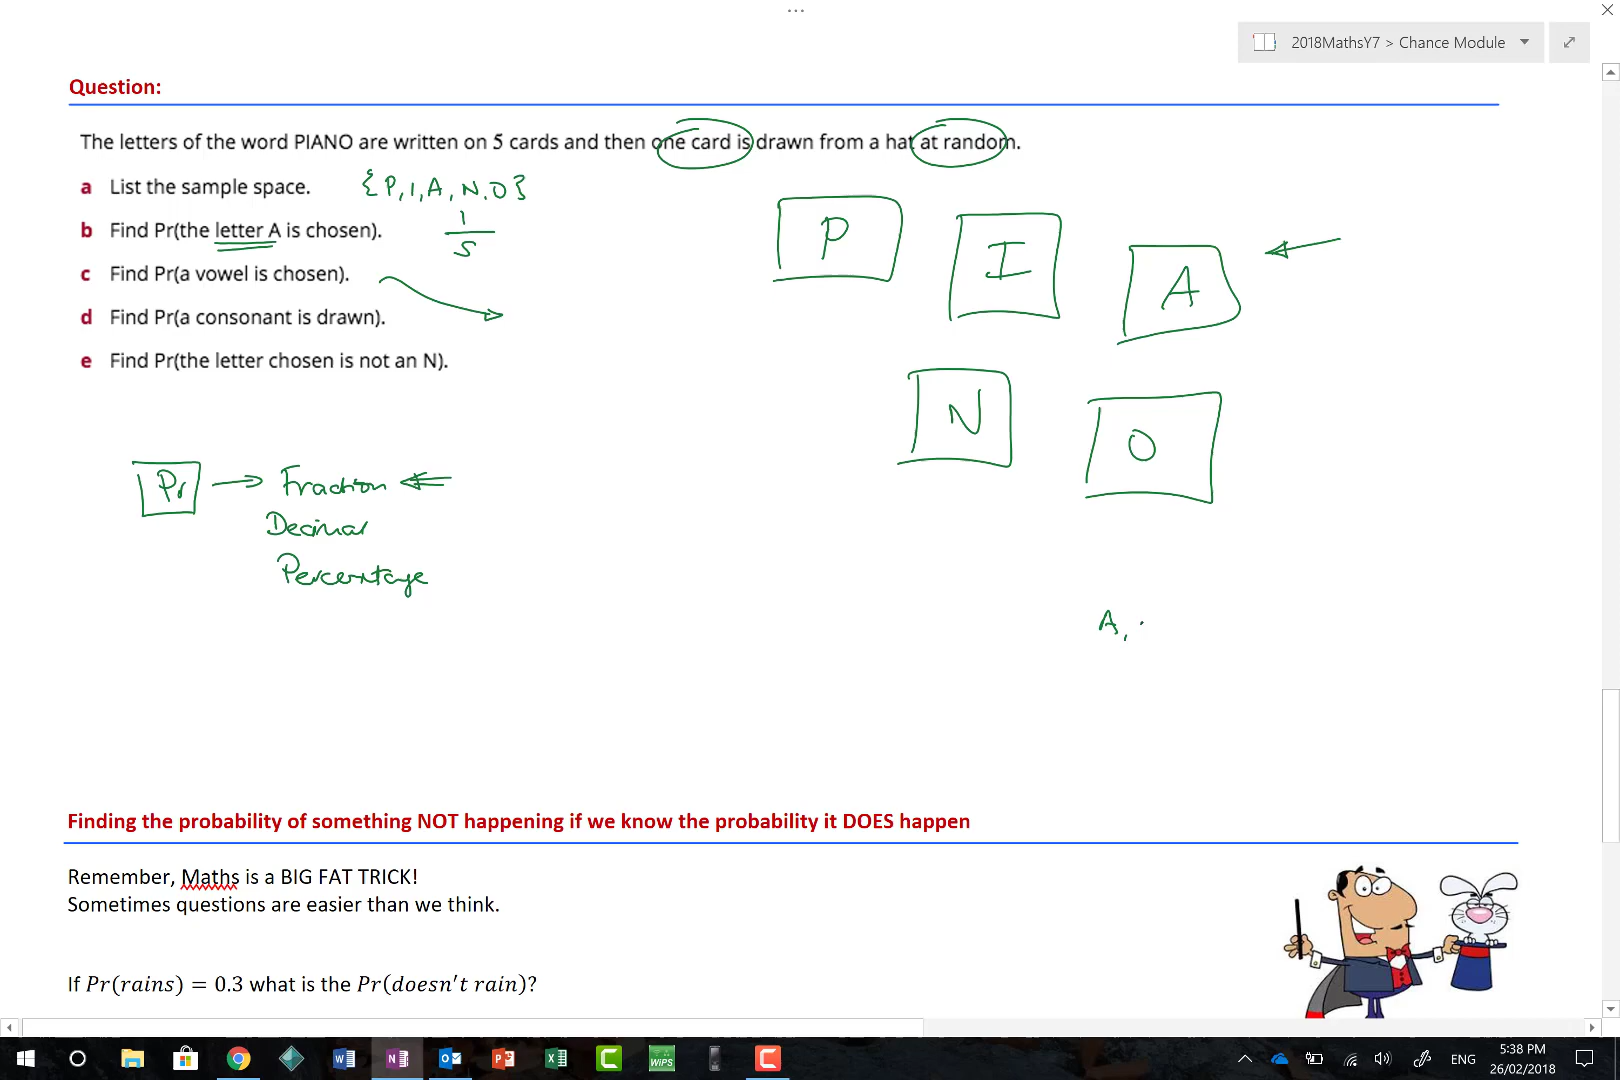 ...
2018MathsY7 > Chance Module
Question:
The letters of the word PIANO are written on 5 cards and then one card is drawn from a hat at random.
a List the sample space. {P, I, A, N, O}
b Find Pr(the letter A is chosen). 1/5
c Find Pr(a vowel is chosen).
d Find Pr(a consonant is drawn).
e Find Pr(the letter chosen is not an N).
P
I
A
N
O
Pr → Fraction
Decimal
Percentage
A,
Finding the probability of something NOT happening if we know the probability it DOES happen
Remember, Maths is a BIG FAT TRICK!
Sometimes questions are easier than we think.
If Pr(rains) = 0.3 what is the Pr(doesn't rain)?
WiPS
ENG
5:38 PM
26/02/2018